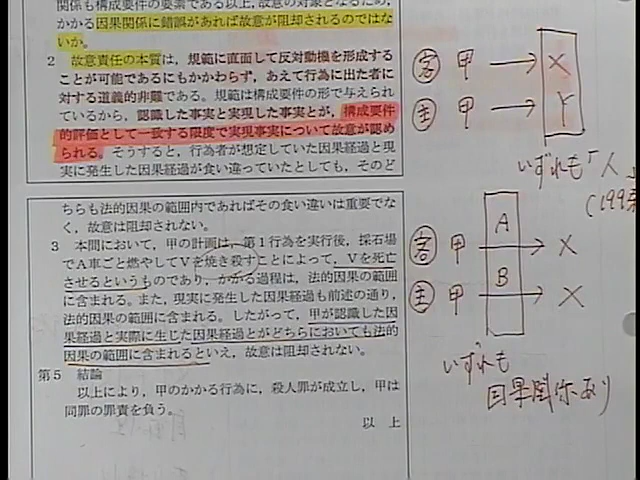 関係も構成要件の要素である以上，故意の対象となるため，
かかる因果関係に錯誤があれば故意が阻却されるのではな
いか。
2 故意責任の本質は，規範に直面して反対動機を形成する
ことが可能であるにもかかわらず，あえて行為に出た者に
対する道義的非難である。規範は構成要件の形で与えられ
ているから，認識した事実と実現した事実とが，構成要件
的評価として一致する限度で実現事実について故意が認め
られる。そうすると，行為者が想定していた因果経過と現
実に発生した因果経過が食い違っていたとしても，そのど
ちらも法的因果の範囲内であればその食い違いは重要でな
く，故意は阻却されない。
3 本問において，甲の計画は，第1行為を実行後，採石場
でA車ごと燃やしてVを焼き殺すことによって，Vを死亡
させるというものであり，かかる過程は，法的因果の範囲
に含まれる。また，現実に発生した因果経過も前述の通り，
法的因果の範囲に含まれる。したがって，甲が認識した因
果経過と実際に生じた因果経過とがどちらにおいても法的
因果の範囲に含まれるといえ，故意は阻却されない。
第5 結論
以上により，甲のかかる行為に，殺人罪が成立し，甲は
同罪の罪責を負う。
以上
客 甲 → X
主 甲 → Y
いずれも「人」
(199条
客 甲 A → X
主 甲 B → X
いずれも
因果関係あり